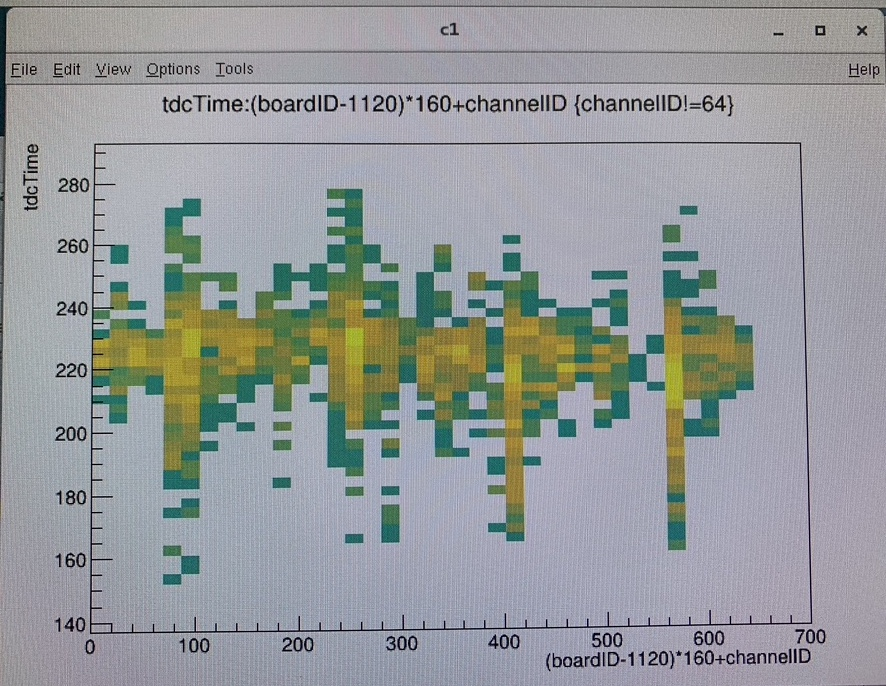 c1
File Edit View Options Tools Help
tdcTime:(boardID-1120)*160+channelID {channelID!=64}
tdcTime
280
260
240
220
200
180
160
140
0 100 200 300 400 500 600 700
(boardID-1120)*160+channelID